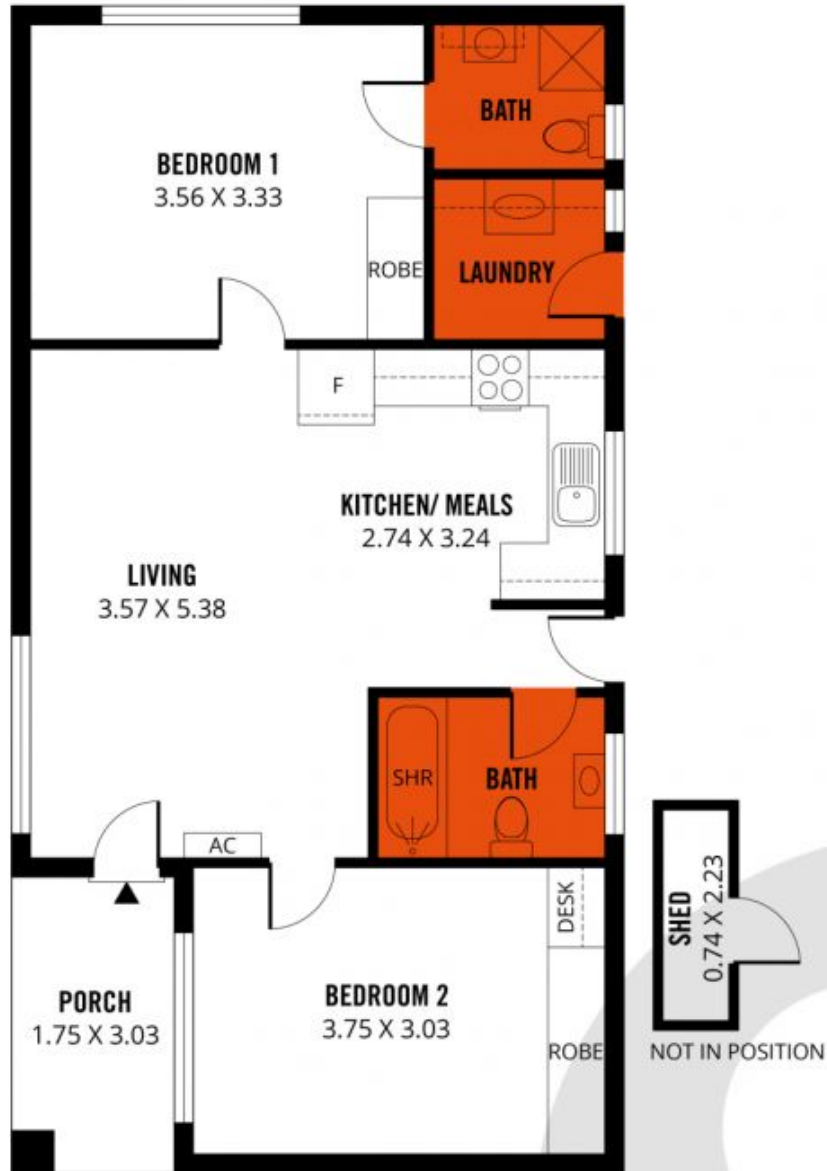 BATH
BEDROOM 1
3.56 X 3.33
ROBE
LAUNDRY
F
KITCHEN/ MEALS
2.74 X 3.24
LIVING
3.57 X 5.38
SHR
BATH
AC
DESK
SHED
0.74 X 2.23
PORCH
1.75 X 3.03
BEDROOM 2
3.75 X 3.03
ROBE
NOT IN POSITION